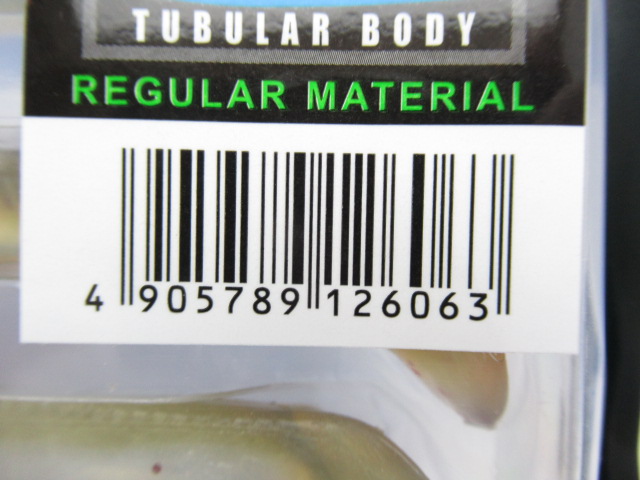 TUBULAR BODY
REGULAR MATERIAL
4 905789 126063